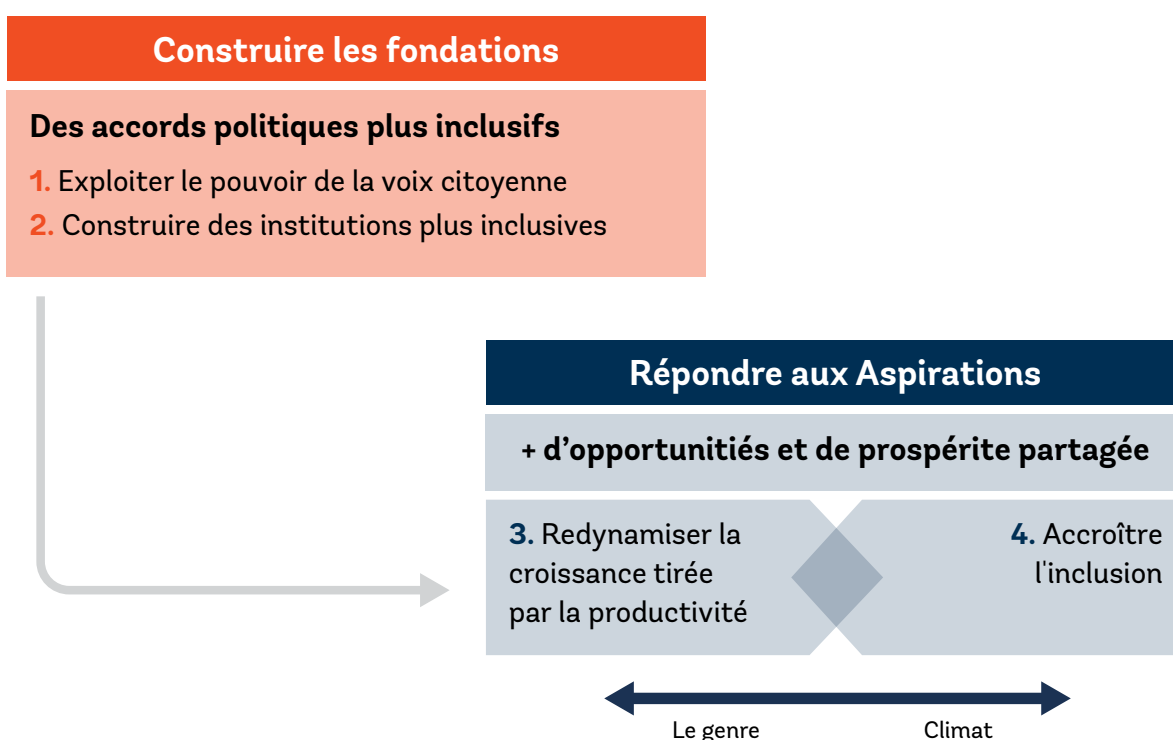 Construire les fondations
Des accords politiques plus inclusifs
1. Exploiter le pouvoir de la voix citoyenne
2. Construire des institutions plus inclusives
Répondre aux Aspirations
+ d’opportunitiés et de prospérite partagée
3. Redynamiser la
croissance tirée
par la productivité
4. Accroître
l'inclusion
Le genre
Climat